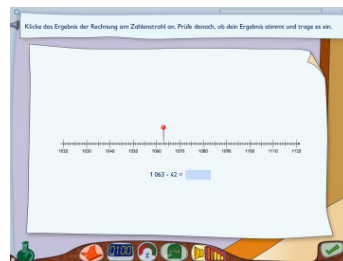 Klicke das Ergebnis der Rechnung am Zahlenstrahl an. Prüfe danach, ob dein Ergebnis stimmt und trage es ein.
1020 1030 1040 1050 1060 1070 1080 1090 1100 1110 1120
1 063 - 42 =
0100